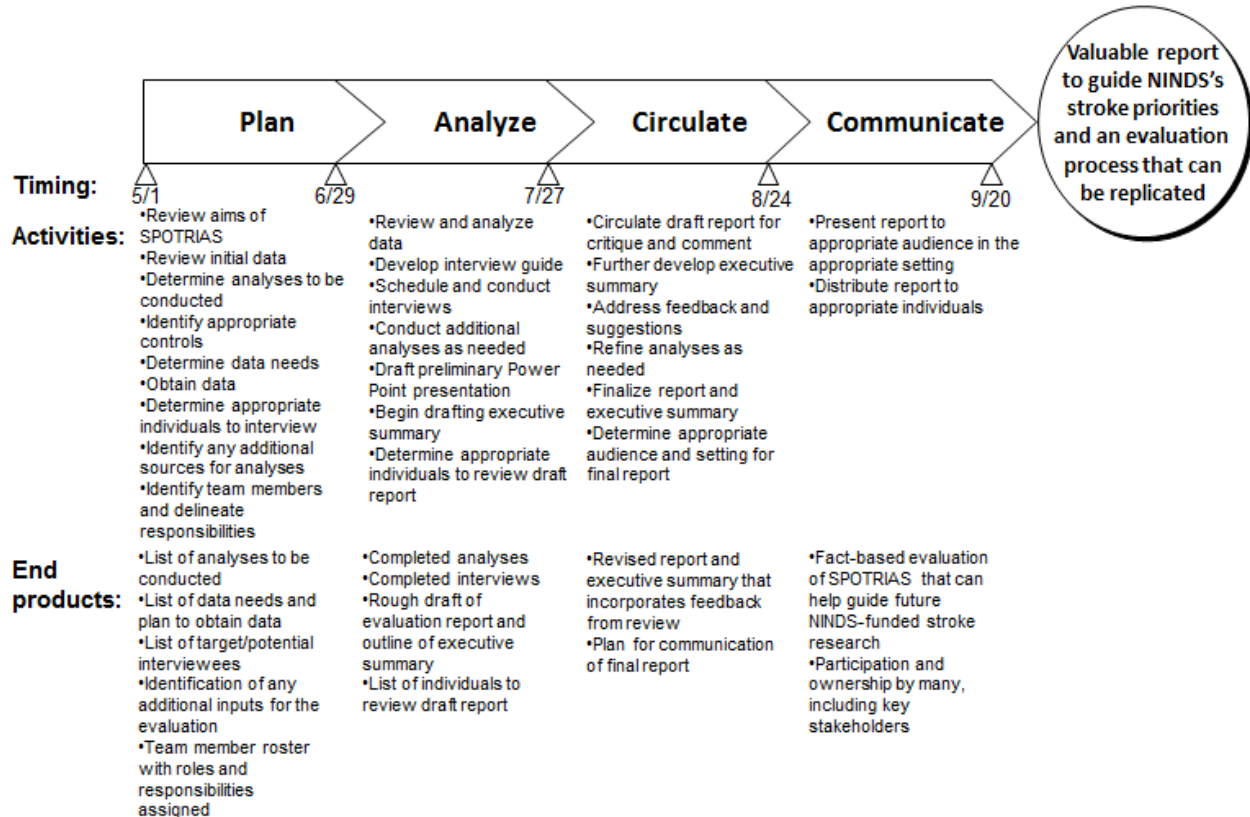 Valuable report
to guide NINDS's
stroke priorities
and an evaluation
process that can
be replicated
Plan
Analyze
Circulate
Communicate
Timing:
5/1
6/29
7/27
8/24
9/20
Activities:
•Review aims of
SPOTRIAS
•Review initial data
•Determine analyses to be
conducted
•Identify appropriate
controls
•Determine data needs
•Obtain data
•Determine appropriate
individuals to interview
•Identify any additional
sources for analyses
•Identify team members
and delineate
responsibilities
•Review and analyze
data
•Develop interview guide
•Schedule and conduct
interviews
•Conduct additional
analyses as needed
•Draft preliminary Power
Point presentation
•Begin drafting executive
summary
•Determine appropriate
individuals to review draft
report
•Circulate draft report for
critique and comment
•Further develop executive
summary
•Address feedback and
suggestions
•Refine analyses as
needed
•Finalize report and
executive summary
•Determine appropriate
audience and setting for
final report
•Present report to
appropriate audience in the
appropriate setting
•Distribute report to
appropriate individuals
End
products:
•List of analyses to be
conducted
•List of data needs and
plan to obtain data
•List of target/potential
interviewees
•Identification of any
additional inputs for the
evaluation
•Team member roster
with roles and
responsibilities
assigned
•Completed analyses
•Completed interviews
•Rough draft of
evaluation report and
outline of executive
summary
•List of individuals to
review draft report
•Revised report and
executive summary that
incorporates feedback
from review
•Plan for communication
of final report
•Fact-based evaluation
of SPOTRIAS that can
help guide future
NINDS-funded stroke
research
•Participation and
ownership by many,
including key
stakeholders